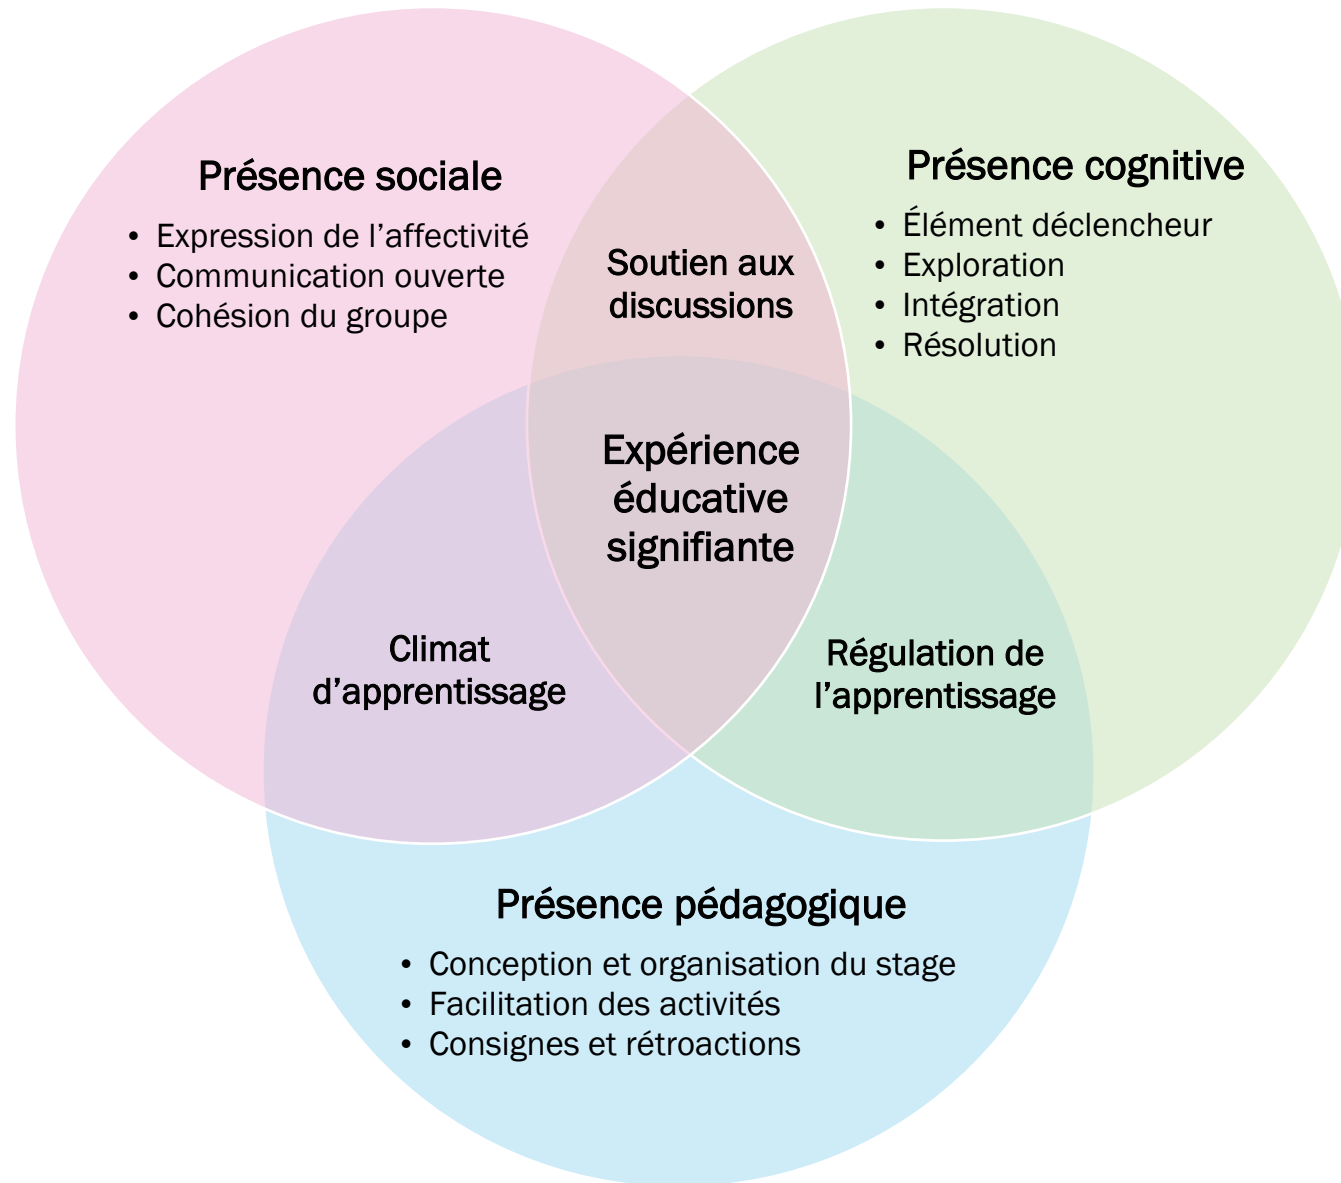 Présence sociale
• Expression de l’affectivité
• Communication ouverte
• Cohésion du groupe
Présence cognitive
• Élément déclencheur
• Exploration
• Intégration
• Résolution
Soutien aux
discussions
Expérience
éducative
signifiante
Climat
d’apprentissage
Régulation de
l’apprentissage
Présence pédagogique
• Conception et organisation du stage
• Facilitation des activités
• Consignes et rétroactions